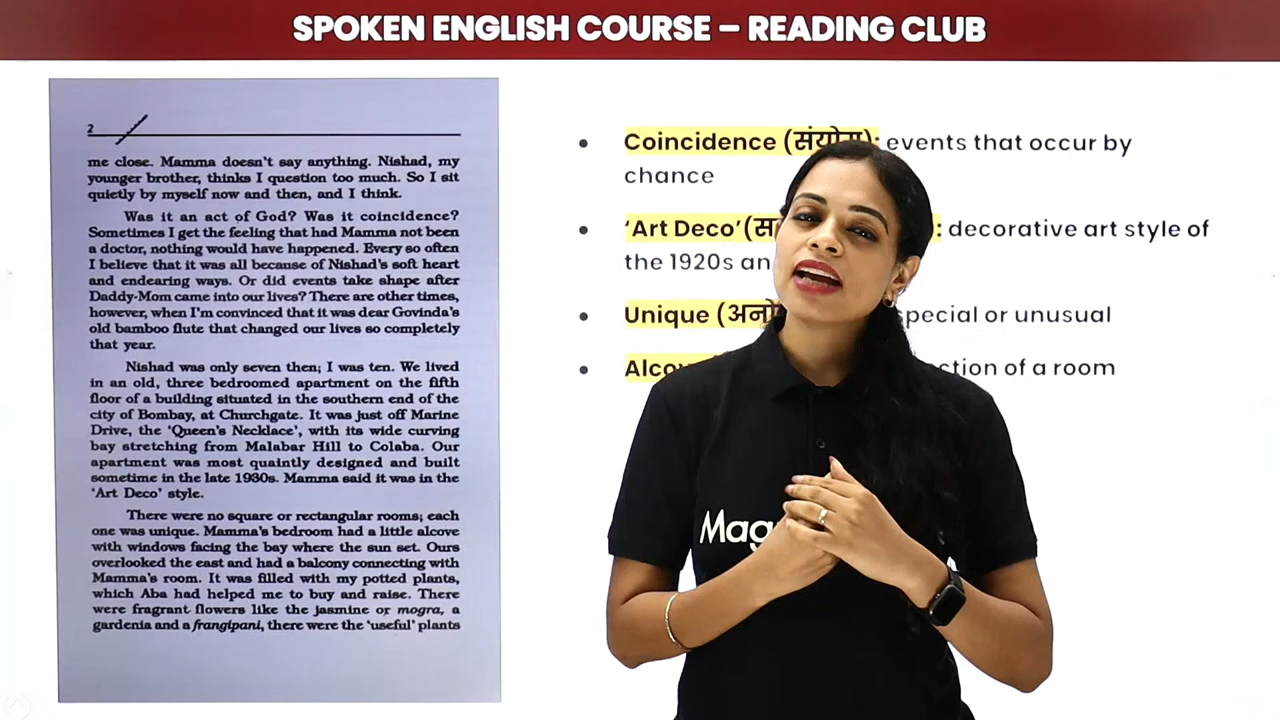 SPOKEN ENGLISH COURSE – READING CLUB
2
me close. Mamma doesn't say anything. Nishad, my
younger brother, thinks I question too much. So I sit
quietly by myself now and then, and I think.
Was it an act of God? Was it coincidence?
Sometimes I get the feeling that had Mamma not been
a doctor, nothing would have happened. Every so often
I believe that it was all because of Nishad's soft heart
and endearing ways. Or did events take shape after
Daddy-Mom came into our lives? There are other times,
however, when I'm convinced that it was dear Govinda's
old bamboo flute that changed our lives so completely
that year.
Nishad was only seven then; I was ten. We lived
in an old, three bedroomed apartment on the fifth
floor of a building situated in the southern end of the
city of Bombay, at Churchgate. It was just off Marine
Drive, the 'Queen's Necklace', with its wide curving
bay stretching from Malabar Hill to Colaba. Our
apartment was most quaintly designed and built
sometime in the late 1930s. Mamma said it was in the
'Art Deco' style.
There were no square or rectangular rooms; each
one was unique. Mamma's bedroom had a little alcove
with windows facing the bay where the sun set. Ours
overlooked the east and had a balcony connecting with
Mamma's room. It was filled with my potted plants,
which Aba had helped me to buy and raise. There
were fragrant flowers like the jasmine or mogra, a
gardenia and a frangipani, there were the 'useful' plants
• Coincidence (संयोग): events that occur by
chance
• 'Art Deco' : decorative art style of
the 1920s
• Unique special or unusual
• of a room